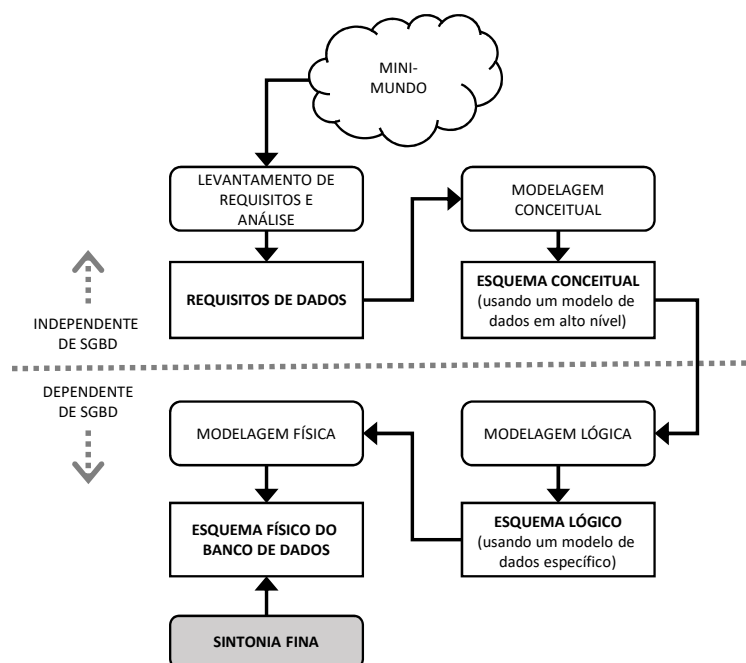 MINI-
MUNDO
LEVANTAMENTO DE
REQUISITOS E
ANÁLISE
MODELAGEM
CONCEITUAL
REQUISITOS DE DADOS
ESQUEMA CONCEITUAL
(usando um modelo de
dados em alto nível)
INDEPENDENTE
DE SGBD
DEPENDENTE
DE SGBD
MODELAGEM FÍSICA
MODELAGEM LÓGICA
ESQUEMA FÍSICO DO
BANCO DE DADOS
ESQUEMA LÓGICO
(usando um modelo de
dados específico)
SINTONIA FINA